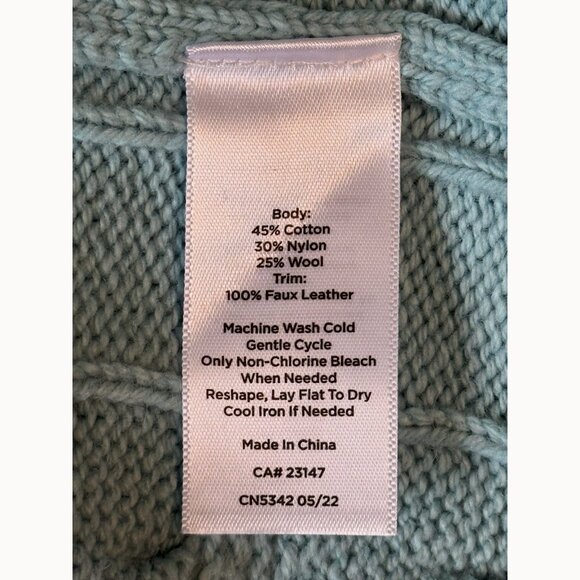 Body:
45% Cotton
30% Nylon
25% Wool
Trim:
100% Faux Leather
Machine Wash Cold
Gentle Cycle
Only Non-Chlorine Bleach
When Needed
Reshape, Lay Flat To Dry
Cool Iron If Needed
Made In China
CA# 23147
CN5342 05/22